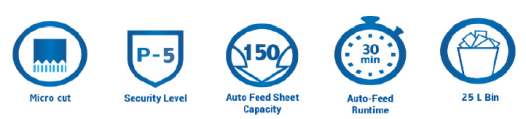 P-5
150
30
min
Micro cut
Security Level
Auto Feed Sheet
Capacity
Auto-Feed
Runtime
25 L Bin